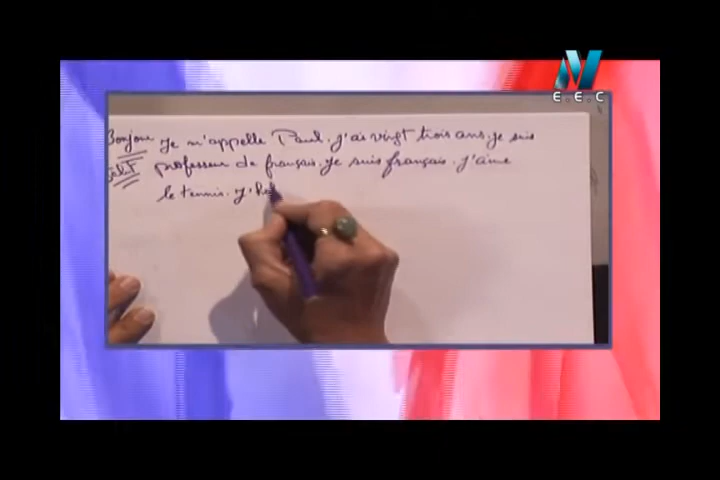 EEC
Bonjour Je m'appelle Paul. J'ai vingt trois ans. Je suis
professeur de français. Je suis français. J'aime
le tennis. J'h